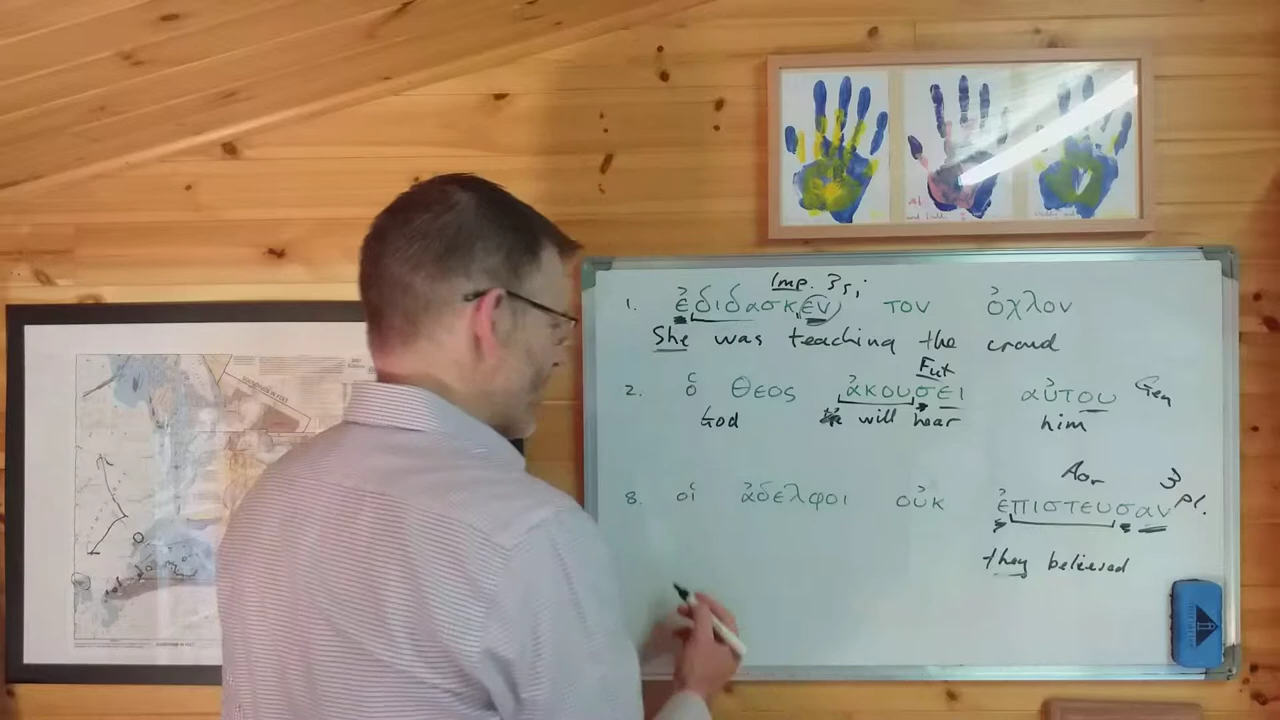 Imp. 3 si
1. ἐδιδασκεν τον ὀχλον
She was teaching the crowd
Fut
2. ὁ θεος ἀκουσει αὐτου Gen
God will hear him
Aor 3 pl.
8. οἱ ἀδελφοι οὐκ ἐπιστευσαν
they believed